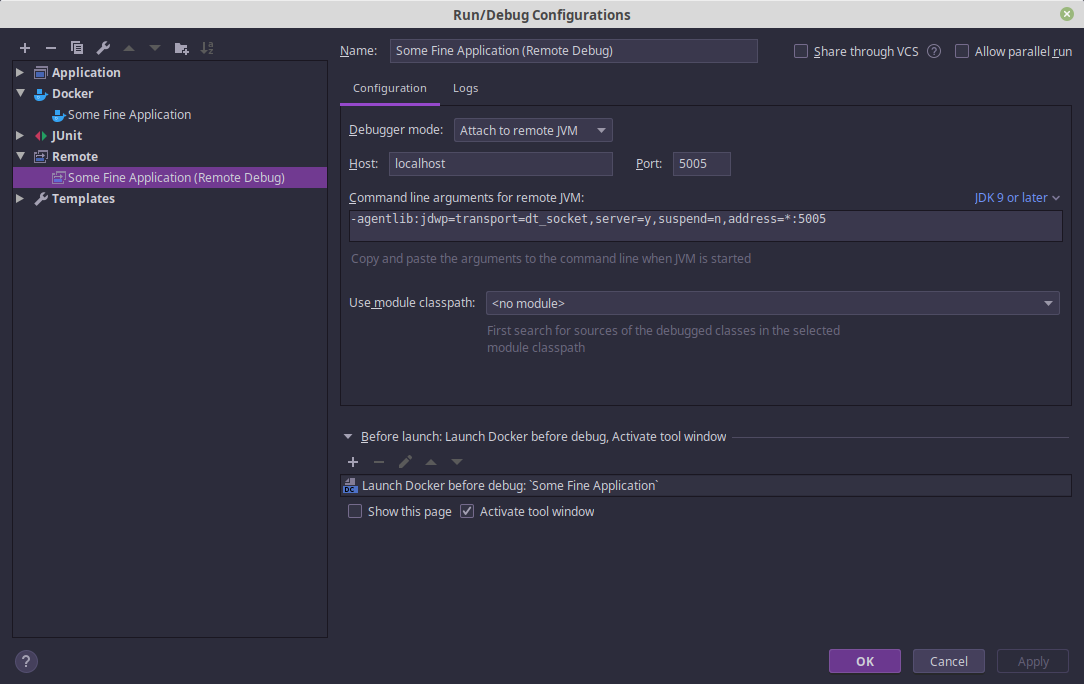 Run/Debug Configurations
Name: Some Fine Application (Remote Debug) Share through VCS ? Allow parallel run
Application
Docker
Some Fine Application
JUnit
Remote
Some Fine Application (Remote Debug)
Templates
Configuration Logs
Debugger mode: Attach to remote JVM
Host: localhost Port: 5005
Command line arguments for remote JVM: JDK 9 or later
-agentlib:jdwp=transport=dt_socket,server=y,suspend=n,address=*:5005
Copy and paste the arguments to the command line when JVM is started
Use module classpath: <no module>
First search for sources of the debugged classes in the selected
module classpath
Before launch: Launch Docker before debug, Activate tool window
DC Launch Docker before debug: `Some Fine Application`
Show this page Activate tool window
? OK Cancel Apply